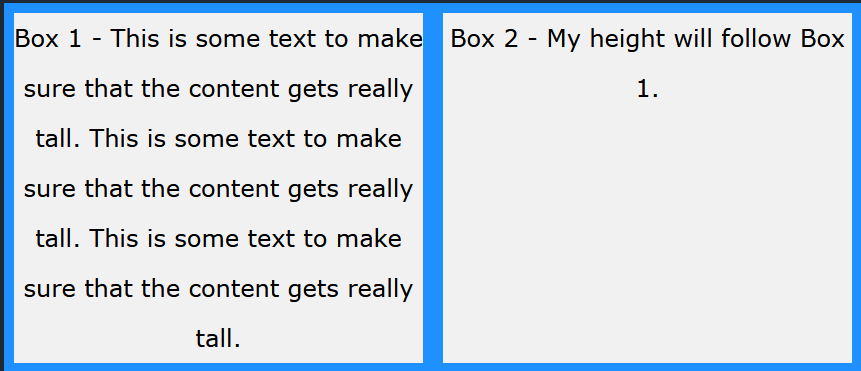 Box 1 - This is some text to make
sure that the content gets really
tall. This is some text to make
sure that the content gets really
tall. This is some text to make
sure that the content gets really
tall.
Box 2 - My height will follow Box
1.